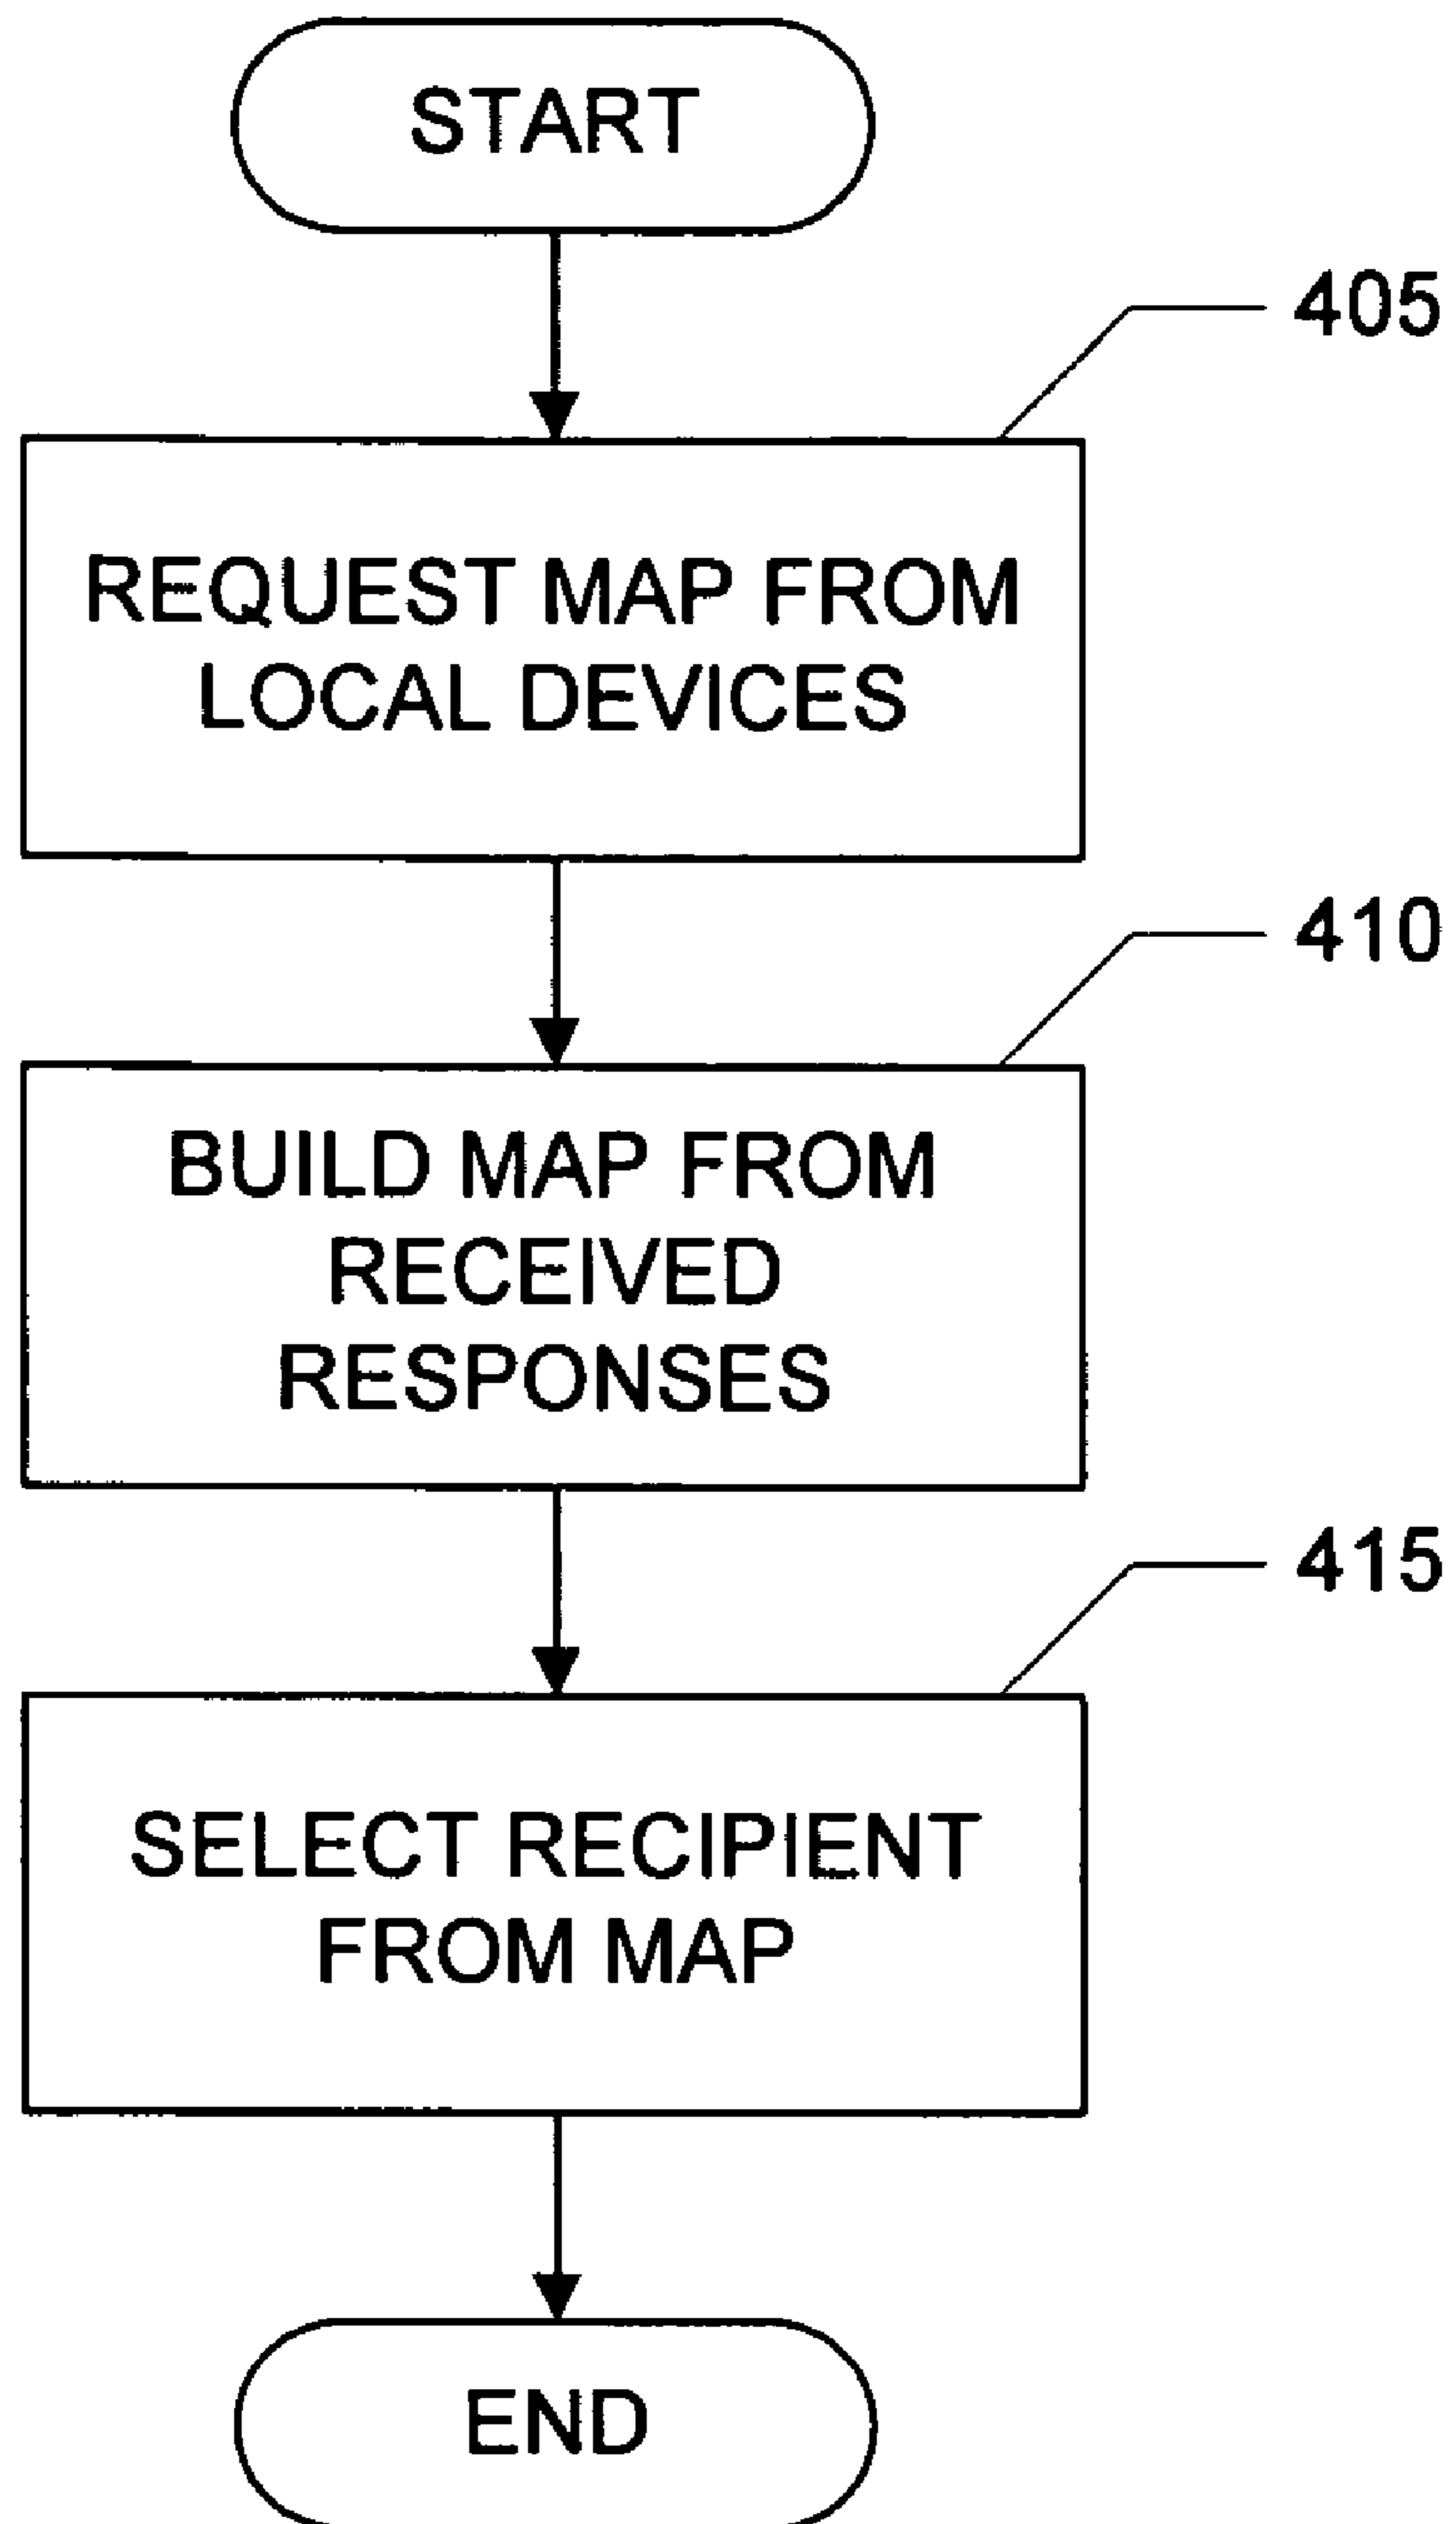 START
405
REQUEST MAP FROM
LOCAL DEVICES
410
BUILD MAP FROM
RECEIVED
RESPONSES
415
SELECT RECIPIENT
FROM MAP
END